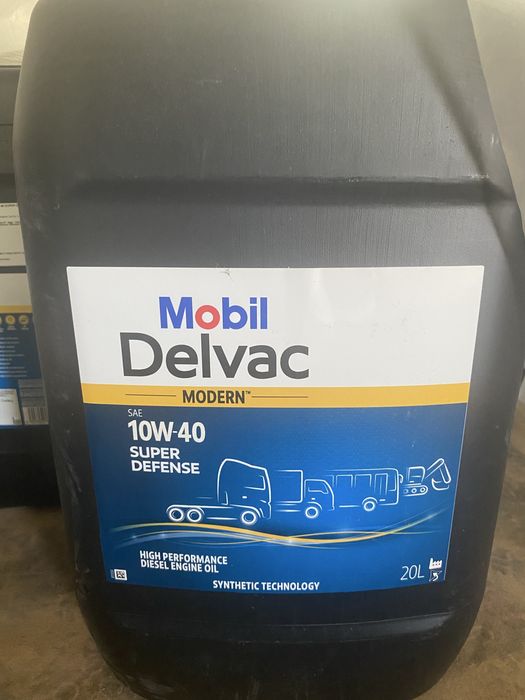 Mobil
Delvac
MODERN™
SAE
10W-40
SUPER
DEFENSE
HIGH PERFORMANCE
DIESEL ENGINE OIL
SYNTHETIC TECHNOLOGY
20L